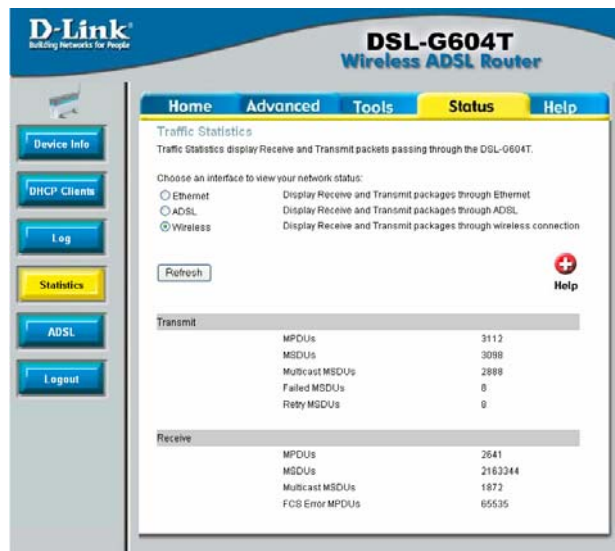 D-Link
Building Networks for People
DSL-G604T
Wireless ADSL Router
Home Advanced Tools Status Help
Device Info
DHCP Clients
Log
Statistics
ADSL
Logout
Traffic Statistics
Traffic Statistics display Receive and Transmit packets passing through the DSL-G604T.
Choose an interface to view your network status:
Ethernet Display Receive and Transmit packages through Ethernet
ADSL Display Receive and Transmit packages through ADSL
Wireless Display Receive and Transmit packages through wireless connection
Refresh
Help
Transmit
MPDUs 3112
MSDUs 3098
Multicast MSDUs 2888
Failed MSDUs
Retry MSDUs
Receive
MPDUs 2641
MSDUs 2163344
Multicast MSDUs 1872
FCS Error MPDUs 65535